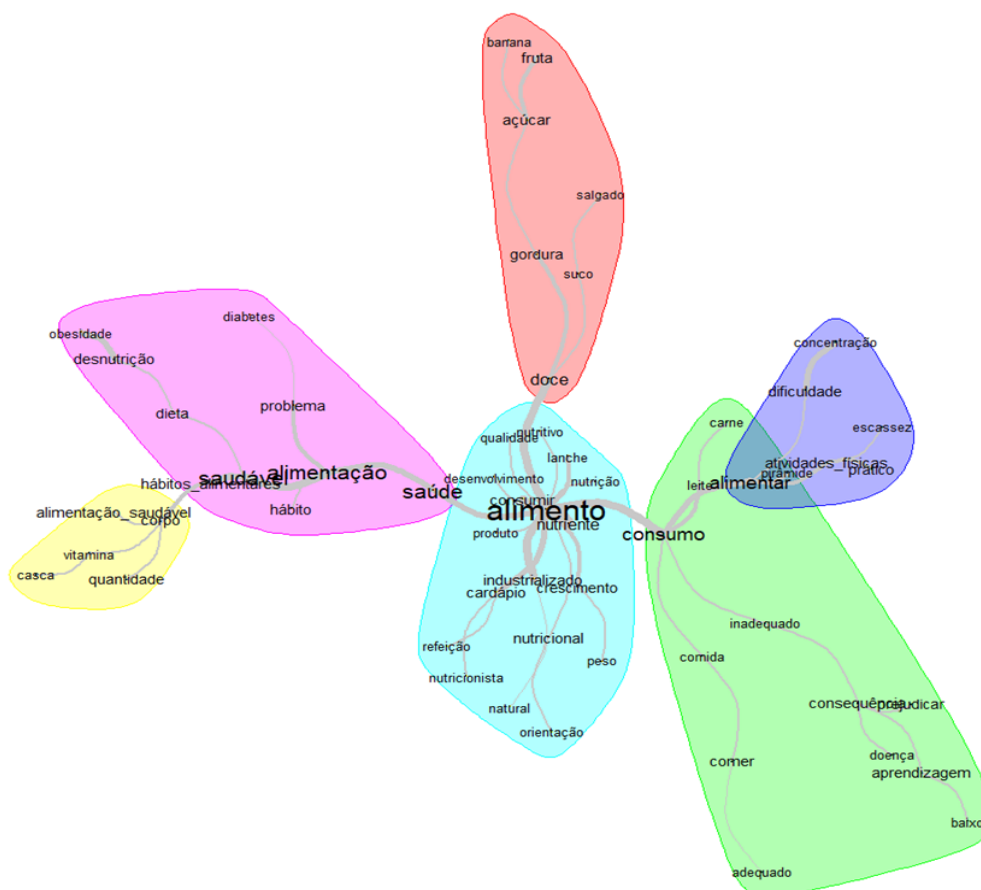 banana
fruta
açúcar
salgado
gordura
suco
doce
diabetes
obesidade
desnutrição
problema
dieta
saudável
alimentação
saúde
hábitos_alimentares
hábito
alimentação_saudável
corpo
vitamina
casca
quantidade
nutritivo
qualidade
lanche
desenvolvimento
nutrição
consumir
alimento
nutriente
produto
industrializado
crescimento
cardápio
nutricional
refeição
peso
nutricionista
natural
orientação
concentração
dificuldade
escassez
atividades_físicas
pirâmide
prático
carne
leite
alimentar
consumo
inadequado
comida
consequência
prejudicar
comer
doença
aprendizagem
baixo
adequado